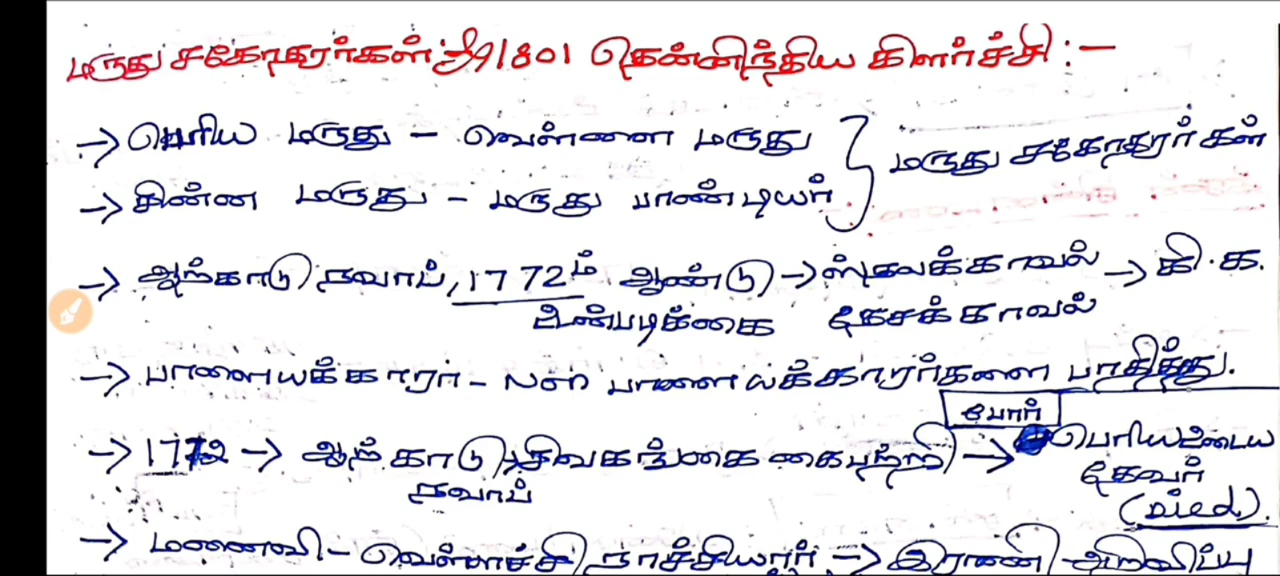 மருது சகோதரர்கள் 1801 தென்னிந்திய கிளர்ச்சி :-
→ பெரிய மருது - வெள்ளை மருது } மருது சகோதரர்கள்
→ சின்ன மருது - மருது பாண்டியர்
→ ஆற்காடு நவாப், 1772ம் ஆண்டு → ஸ்தலக்காவல் → கி.க.
உடன்படிக்கை தேசக்காவல்
→ பாளையக்காரர் - பாளையக்காரர்களை பாதித்து.
போர்
→ 1772 → ஆற்காடு சிவகங்கை கைபற்றி → பெரியஉடைய
நவாப் தேவர்
(Died).
→ மனைவி - வெள்ளச்சி நாச்சியார் → இராணி அறிவிப்பு